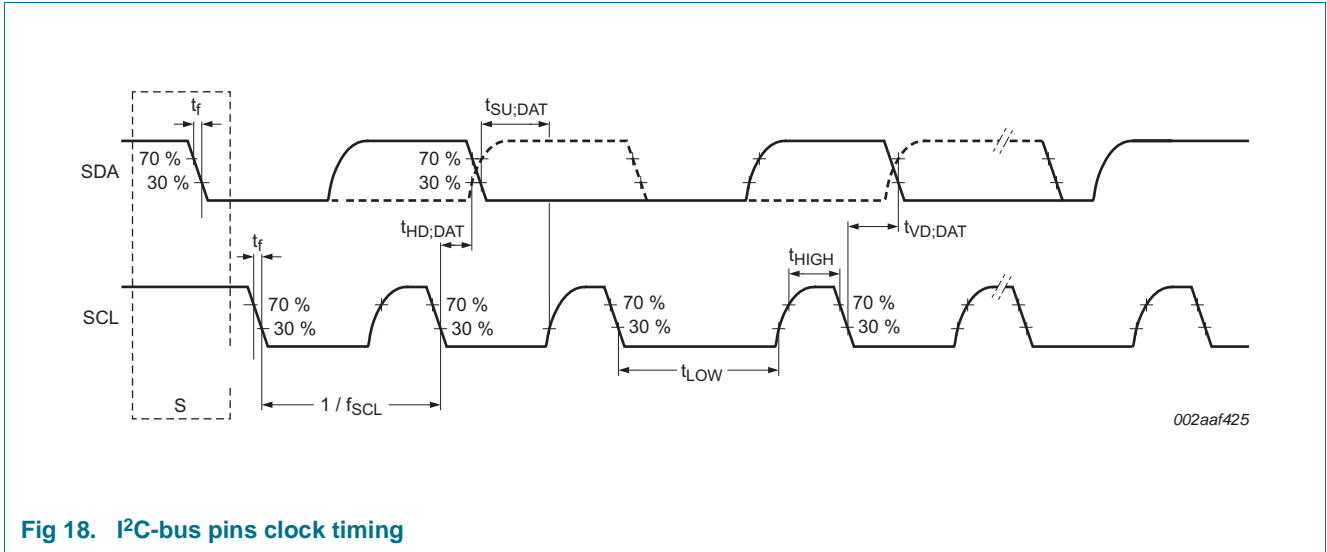 tf
tSU;DAT
70 %
30 %
SDA
70 %
30 %
tHD;DAT
tVD;DAT
tf
tHIGH
70 %
30 %
70 %
30 %
70 %
30 %
70 %
30 %
SCL
tLOW
S
1 / fSCL
002aaf425
Fig 18. I2C-bus pins clock timing